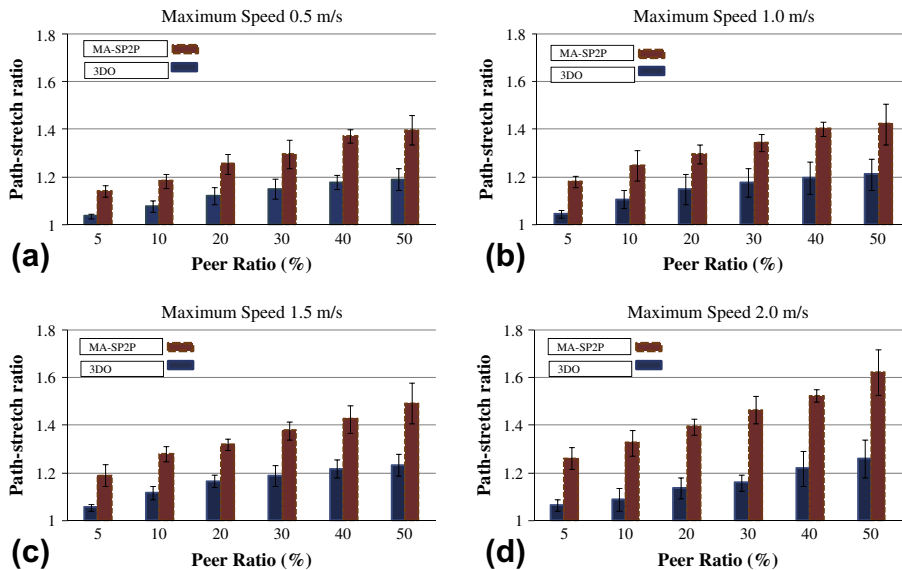 Maximum Speed 0.5 m/s
1.8
1.6
1.4
1.2
1
Path-stretch ratio
MA-SP2P
3DO
5 10 20 30 40 50
Peer Ratio (%)
(a)
Maximum Speed 1.0 m/s
1.8
1.6
1.4
1.2
1
Path-stretch ratio
MA-SP2P
3DO
5 10 20 30 40 50
Peer Ratio (%)
(b)
Maximum Speed 1.5 m/s
1.8
1.6
1.4
1.2
1
Path-stretch ratio
MA-SP2P
3DO
5 10 20 30 40 50
Peer Ratio (%)
(c)
Maximum Speed 2.0 m/s
1.8
1.6
1.4
1.2
1
Path-stretch ratio
MA-SP2P
3DO
5 10 20 30 40 50
Peer Ratio (%)
(d)